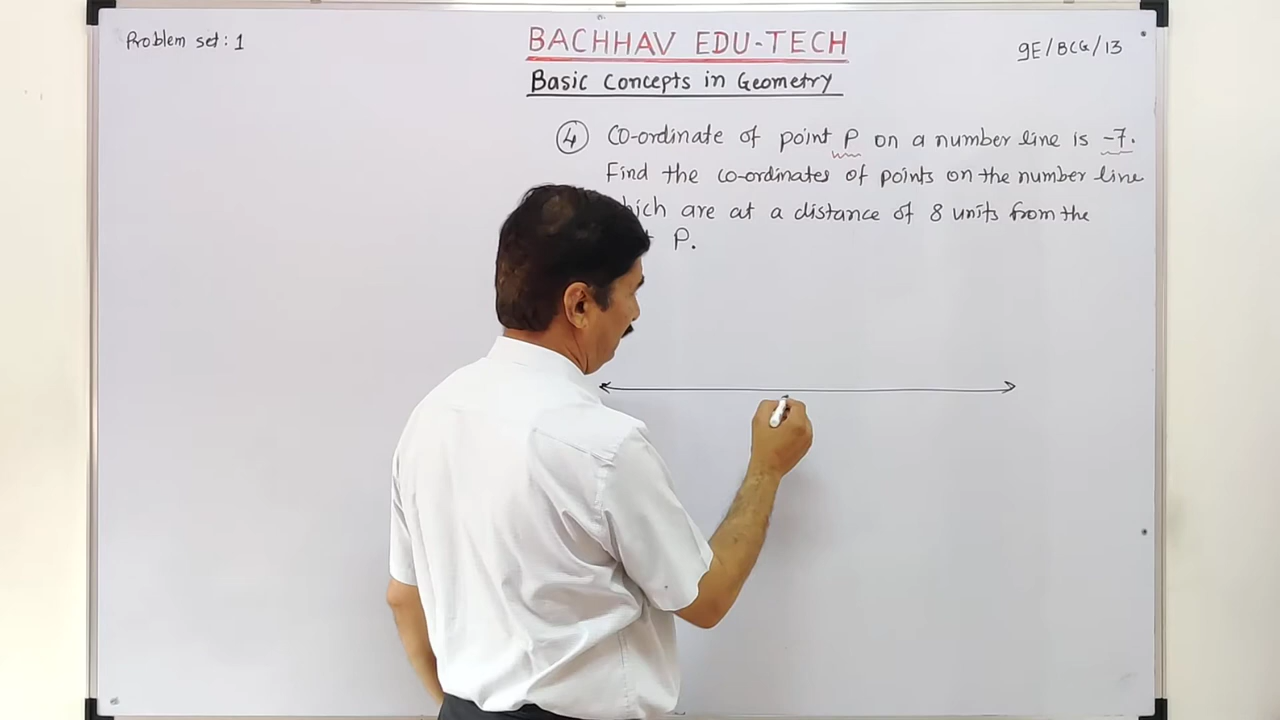 Problem set: 1
BACHHAV EDU-TECH
9E/BCG/13
Basic Concepts in Geometry
④ Co-ordinate of point P on a number line is -7.
Find the co-ordinates of points on the number line
are at a distance of 8 units from the
P.